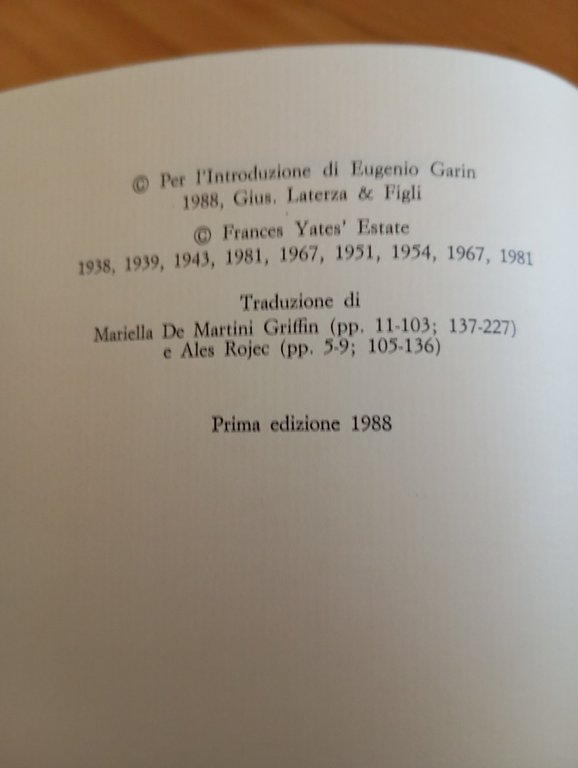 © Per l'Introduzione di Eugenio Garin
1988, Gius. Laterza & Figli
© Frances Yates' Estate
1938, 1939, 1943, 1981, 1967, 1951, 1954, 1967, 1981
Traduzione di
Mariella De Martini Griffin (pp. 11-103; 137-227)
e Ales Rojec (pp. 5-9; 105-136)
Prima edizione 1988